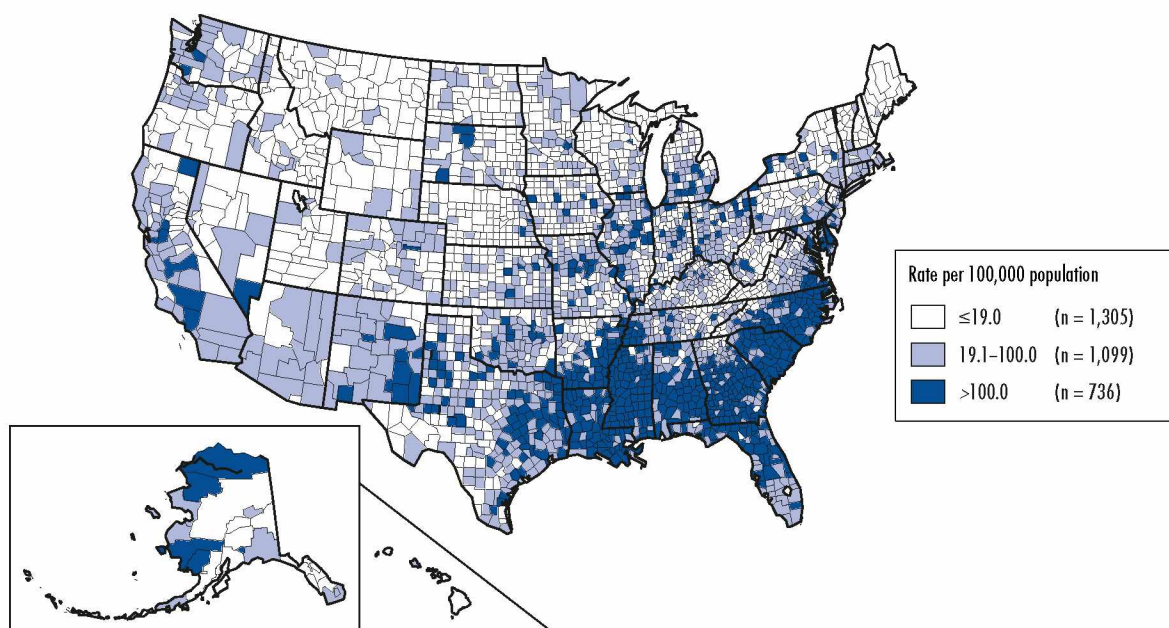 Rate per 100,000 population
≤19.0 (n = 1,305)
19.1–100.0 (n = 1,099)
>100.0 (n = 736)